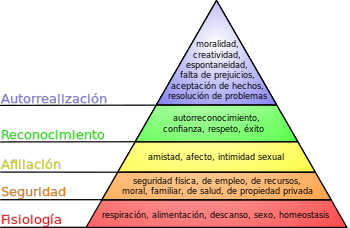 moralidad,
creatividad,
espontaneidad,
falta de prejuicios,
aceptación de hechos,
resolución de problemas
Autorrealización
autorreconocimiento,
confianza, respeto, éxito
Reconocimiento
amistad, afecto, intimidad sexual
Afiliación
seguridad física, de empleo, de recursos,
moral, familiar, de salud, de propiedad privada
Seguridad
respiración, alimentación, descanso, sexo, homeostasis
Fisiología